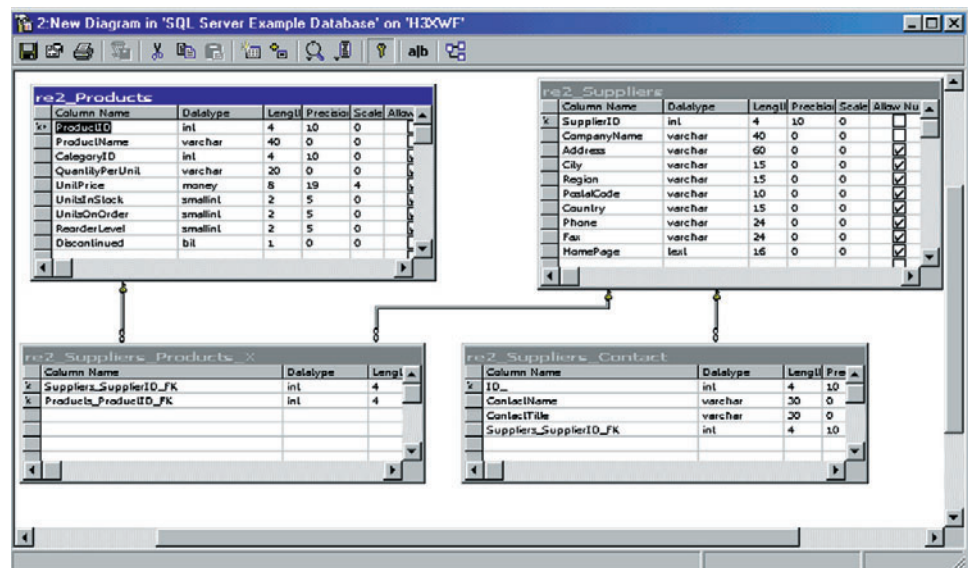 2:New Diagram in 'SQL Server Example Database' on 'H3XWF'
a|b
re2_Products
Column Name Datatype Length Precision Scale Allow
ProductID int 4 10 0
ProductName varchar 40 0 0
CategoryID int 4 10 0
QuantityPerUnit varchar 20 0 0
UnitPrice money 8 19 4
UnitsInStock smallint 2 5 0
UnitsOnOrder smallint 2 5 0
ReorderLevel smallint 2 5 0
Discontinued bit 1 0 0
re2_Suppliers
Column Name Datatype Length Precision Scale Allow Nu
SupplierID int 4 10 0
CompanyName varchar 40 0 0
Address varchar 60 0 0
City varchar 15 0 0
Region varchar 15 0 0
PostalCode varchar 10 0 0
Country varchar 15 0 0
Phone varchar 24 0 0
Fax varchar 24 0 0
HomePage text 16 0 0
re2_Suppliers_Products_X
Column Name Datatype Lengt
Suppliers_SupplierID_FK int 4
Products_ProductID_FK int 4
re2_Suppliers_Contact
Column Name Datatype Length Pre
ID_ int 4 10
ContactName varchar 30 0
ContactTitle varchar 30 0
Suppliers_SupplierID_FK int 4 10